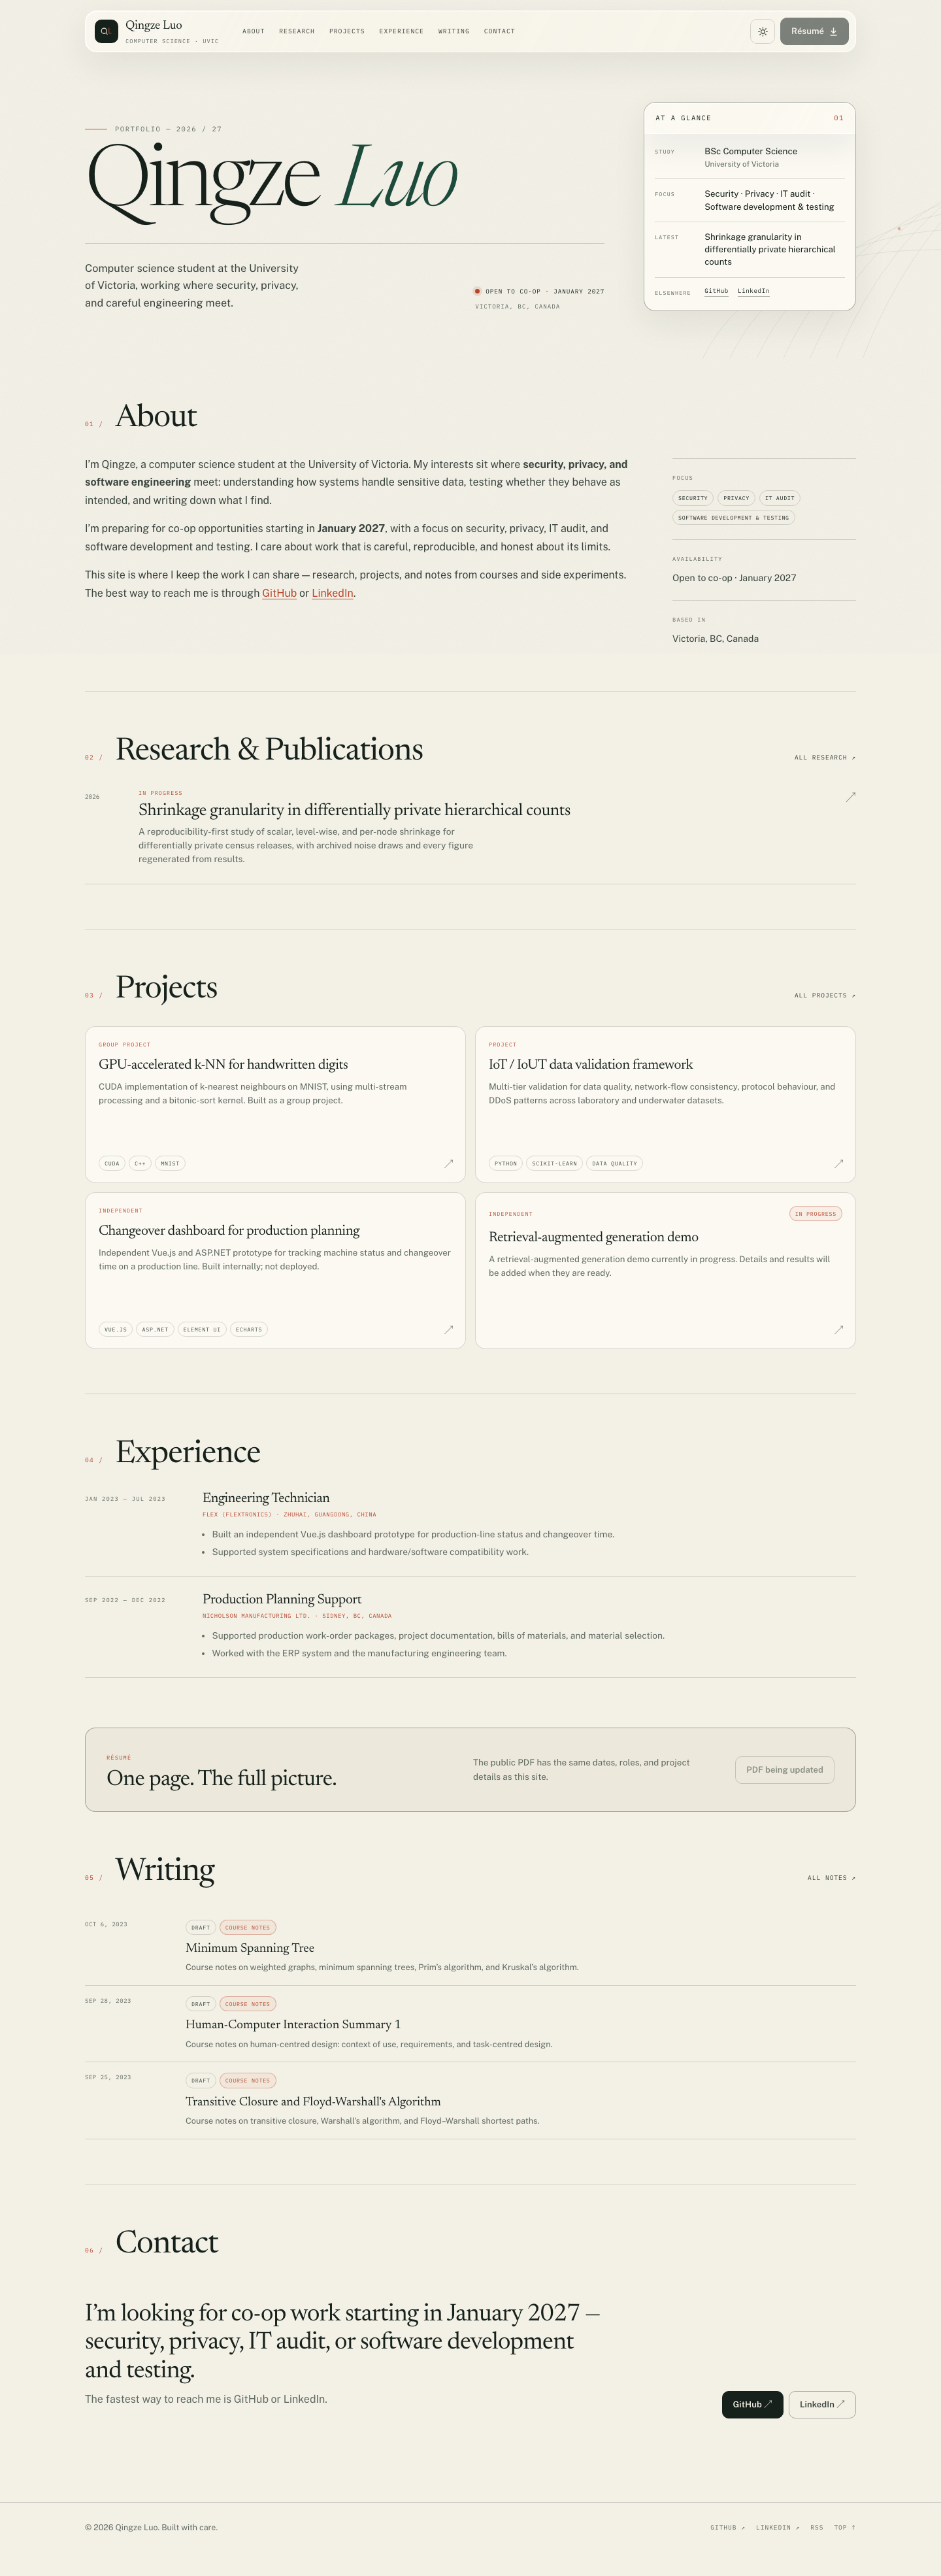 Qingze Luo
COMPUTER SCIENCE · UVIC
ABOUT
RESEARCH
PROJECTS
EXPERIENCE
WRITING
CONTACT
Résumé
PORTFOLIO — 2026 / 27
Qingze Luo
Computer science student at the University
of Victoria, working where security, privacy,
and careful engineering meet.
OPEN TO CO-OP · JANUARY 2027
VICTORIA, BC, CANADA
AT A GLANCE
01
STUDY
BSc Computer Science
University of Victoria
FOCUS
Security · Privacy · IT audit ·
Software development & testing
LATEST
Shrinkage granularity in
differentially private hierarchical
counts
ELSEWHERE
GitHub
LinkedIn
01 /
About
I'm Qingze, a computer science student at the University of Victoria. My interests sit where security, privacy, and
software engineering meet: understanding how systems handle sensitive data, testing whether they behave as
intended, and writing down what I find.
I'm preparing for co-op opportunities starting in January 2027, with a focus on security, privacy, IT audit, and
software development and testing. I care about work that is careful, reproducible, and honest about its limits.
This site is where I keep the work I can share — research, projects, and notes from courses and side experiments.
The best way to reach me is through GitHub or LinkedIn.
FOCUS
SECURITY
PRIVACY
IT AUDIT
SOFTWARE DEVELOPMENT & TESTING
AVAILABILITY
Open to co-op · January 2027
BASED IN
Victoria, BC, Canada
02 /
Research & Publications
ALL RESEARCH ↗
2026
IN PROGRESS
Shrinkage granularity in differentially private hierarchical counts
A reproducibility-first study of scalar, level-wise, and per-node shrinkage for
differentially private census releases, with archived noise draws and every figure
regenerated from results.
03 /
Projects
ALL PROJECTS ↗
GROUP PROJECT
GPU-accelerated k-NN for handwritten digits
CUDA implementation of k-nearest neighbours on MNIST, using multi-stream
processing and a bitonic-sort kernel. Built as a group project.
CUDA
C++
MNIST
PROJECT
IoT / IoUT data validation framework
Multi-tier validation for data quality, network-flow consistency, protocol behaviour, and
DDoS patterns across laboratory and underwater datasets.
PYTHON
SCIKIT-LEARN
DATA QUALITY
INDEPENDENT
Changeover dashboard for production planning
Independent Vue.js and ASP.NET prototype for tracking machine status and changeover
time on a production line. Built internally; not deployed.
VUE.JS
ASP.NET
ELEMENT UI
ECHARTS
INDEPENDENT
IN PROGRESS
Retrieval-augmented generation demo
A retrieval-augmented generation demo currently in progress. Details and results will
be added when they are ready.
04 /
Experience
JAN 2023 — JUL 2023
Engineering Technician
FLEX (FLEXTRONICS) · ZHUHAI, GUANGDONG, CHINA
• Built an independent Vue.js dashboard prototype for production-line status and changeover time.
• Supported system specifications and hardware/software compatibility work.
SEP 2022 — DEC 2022
Production Planning Support
NICHOLSON MANUFACTURING LTD. · SIDNEY, BC, CANADA
• Supported production work-order packages, project documentation, bills of materials, and material selection.
• Worked with the ERP system and the manufacturing engineering team.
RÉSUMÉ
One page. The full picture.
The public PDF has the same dates, roles, and project
details as this site.
PDF being updated
05 /
Writing
ALL NOTES ↗
OCT 6, 2023
DRAFT
COURSE NOTES
Minimum Spanning Tree
Course notes on weighted graphs, minimum spanning trees, Prim's algorithm, and Kruskal's algorithm.
SEP 28, 2023
DRAFT
COURSE NOTES
Human-Computer Interaction Summary 1
Course notes on human-centred design: context of use, requirements, and task-centred design.
SEP 25, 2023
DRAFT
COURSE NOTES
Transitive Closure and Floyd-Warshall's Algorithm
Course notes on transitive closure, Warshall's algorithm, and Floyd–Warshall shortest paths.
06 /
Contact
I'm looking for co-op work starting in January 2027 —
security, privacy, IT audit, or software development
and testing.
The fastest way to reach me is GitHub or LinkedIn.
GitHub ↗
LinkedIn ↗
© 2026 Qingze Luo. Built with care.
GITHUB ↗
LINKEDIN ↗
RSS
TOP ↑